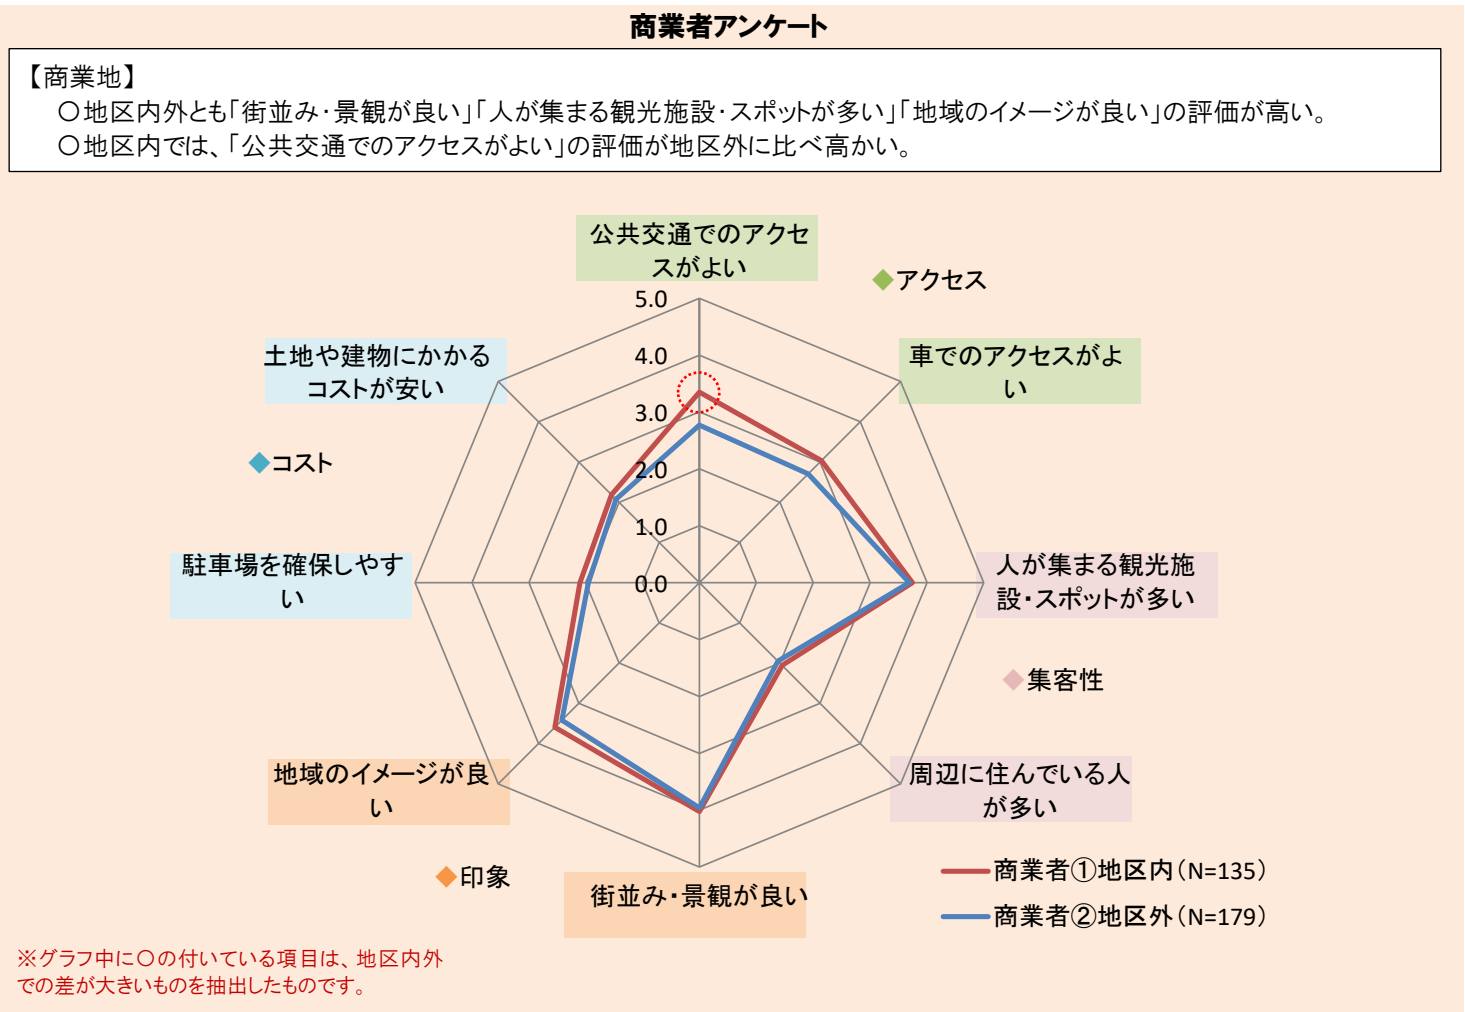 商業者アンケート
【商業地】
○地区内外とも「街並み・景観が良い」「人が集まる観光施設・スポットが多い」「地域のイメージが良い」の評価が高い。
○地区内では、「公共交通でのアクセスがよい」の評価が地区外に比べ高かい。
公共交通でのアクセ
スがよい
◆アクセス
5.0
土地や建物にかかる
コストが安い
車でのアクセスがよ
い
4.0
3.0
◆コスト
2.0
1.0
駐車場を確保しやす
い
0.0
人が集まる観光施
設・スポットが多い
◆集客性
地域のイメージが良
い
周辺に住んでいる人
が多い
◆印象
街並み・景観が良い
商業者①地区内(N=135)
商業者②地区外(N=179)
※グラフ中に○の付いている項目は、地区内外
での差が大きいものを抽出したものです。